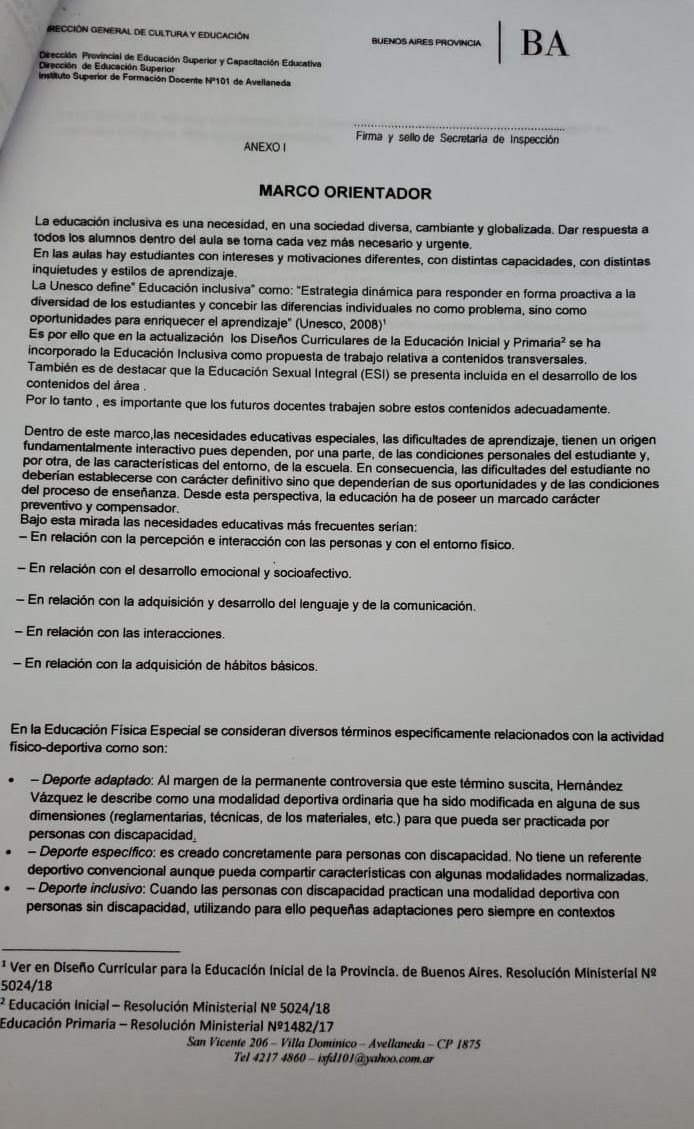 DIRECCIÓN GENERAL DE CULTURA Y EDUCACIÓN
BUENOS AIRES PROVINCIA
BA
Dirección Provincial de Educación Superior y Capacitación Educativa
Dirección de Educación Superior
Instituto Superior de Formación Docente Nº101 de Avellaneda
Firma y sello de Secretaria de Inspección
ANEXO I
MARCO ORIENTADOR
La educación inclusiva es una necesidad, en una sociedad diversa, cambiante y globalizada. Dar respuesta a
todos los alumnos dentro del aula se torna cada vez más necesario y urgente.
En las aulas hay estudiantes con intereses y motivaciones diferentes, con distintas capacidades, con distintas
inquietudes y estilos de aprendizaje.
La Unesco define" Educación inclusiva" como: "Estrategia dinámica para responder en forma proactiva a la
diversidad de los estudiantes y concebir las diferencias individuales no como problema, sino como
oportunidades para enriquecer el aprendizaje" (Unesco, 2008)¹
Es por ello que en la actualización los Diseños Curriculares de la Educación Inicial y Primaria² se ha
incorporado la Educación Inclusiva como propuesta de trabajo relativa a contenidos transversales.
También es de destacar que la Educación Sexual Integral (ESI) se presenta incluida en el desarrollo de los
contenidos del área .
Por lo tanto , es importante que los futuros docentes trabajen sobre estos contenidos adecuadamente.
Dentro de este marco,las necesidades educativas especiales, las dificultades de aprendizaje, tienen un origen
fundamentalmente interactivo pues dependen, por una parte, de las condiciones personales del estudiante y,
por otra, de las características del entorno, de la escuela. En consecuencia, las dificultades del estudiante no
deberían establecerse con carácter definitivo sino que dependerían de sus oportunidades y de las condiciones
del proceso de enseñanza. Desde esta perspectiva, la educación ha de poseer un marcado carácter
preventivo y compensador.
Bajo esta mirada las necesidades educativas más frecuentes serían:
– En relación con la percepción e interacción con las personas y con el entorno físico.
– En relación con el desarrollo emocional y socioafectivo.
– En relación con la adquisición y desarrollo del lenguaje y de la comunicación.
– En relación con las interacciones.
– En relación con la adquisición de hábitos básicos.
En la Educación Física Especial se consideran diversos términos específicamente relacionados con la actividad
físico-deportiva como son:
• – Deporte adaptado: Al margen de la permanente controversia que este término suscita, Hernández
Vázquez le describe como una modalidad deportiva ordinaria que ha sido modificada en alguna de sus
dimensiones (reglamentarias, técnicas, de los materiales, etc.) para que pueda ser practicada por
personas con discapacidad.
• – Deporte específico: es creado concretamente para personas con discapacidad. No tiene un referente
deportivo convencional aunque pueda compartir características con algunas modalidades normalizadas.
• – Deporte inclusivo: Cuando las personas con discapacidad practican una modalidad deportiva con
personas sin discapacidad, utilizando para ello pequeñas adaptaciones pero siempre en contextos
¹ Ver en Diseño Curricular para la Educación Inicial de la Provincia. de Buenos Aires. Resolución Ministerial Nº
5024/18
² Educación Inicial – Resolución Ministerial Nº 5024/18
Educación Primaria – Resolución Ministerial Nº1482/17
San Vicente 206 – Villa Domínico – Avellaneda – CP 1875
Tel 4217 4860 – isfd101@yahoo.com.ar